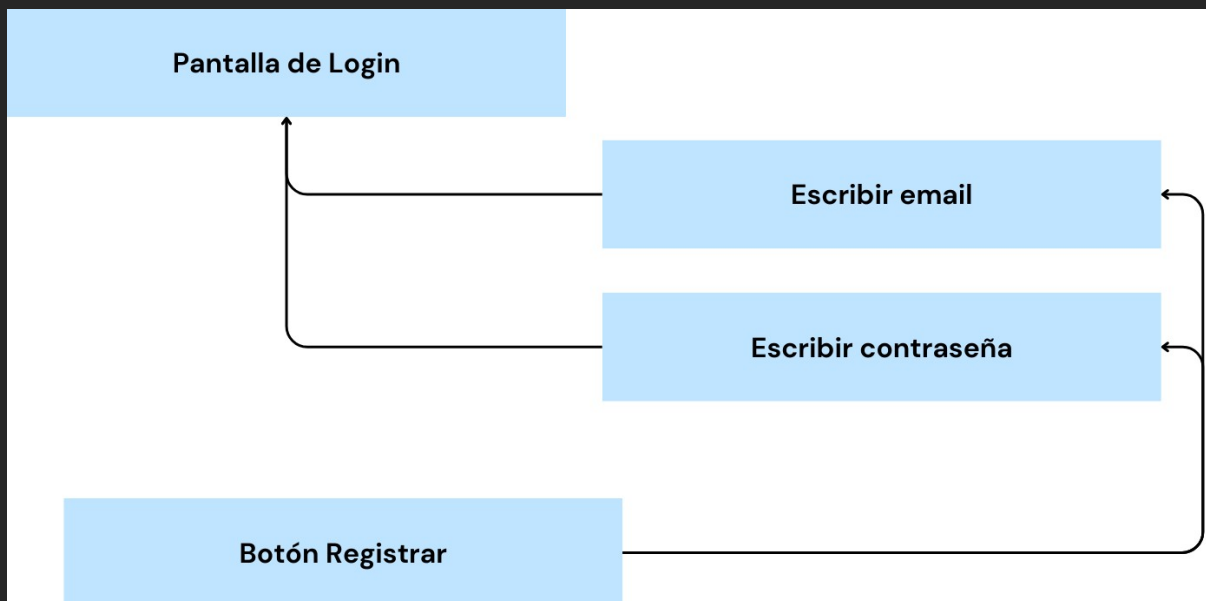 Pantalla de Login
Escribir email
Escribir contraseña
Botón Registrar